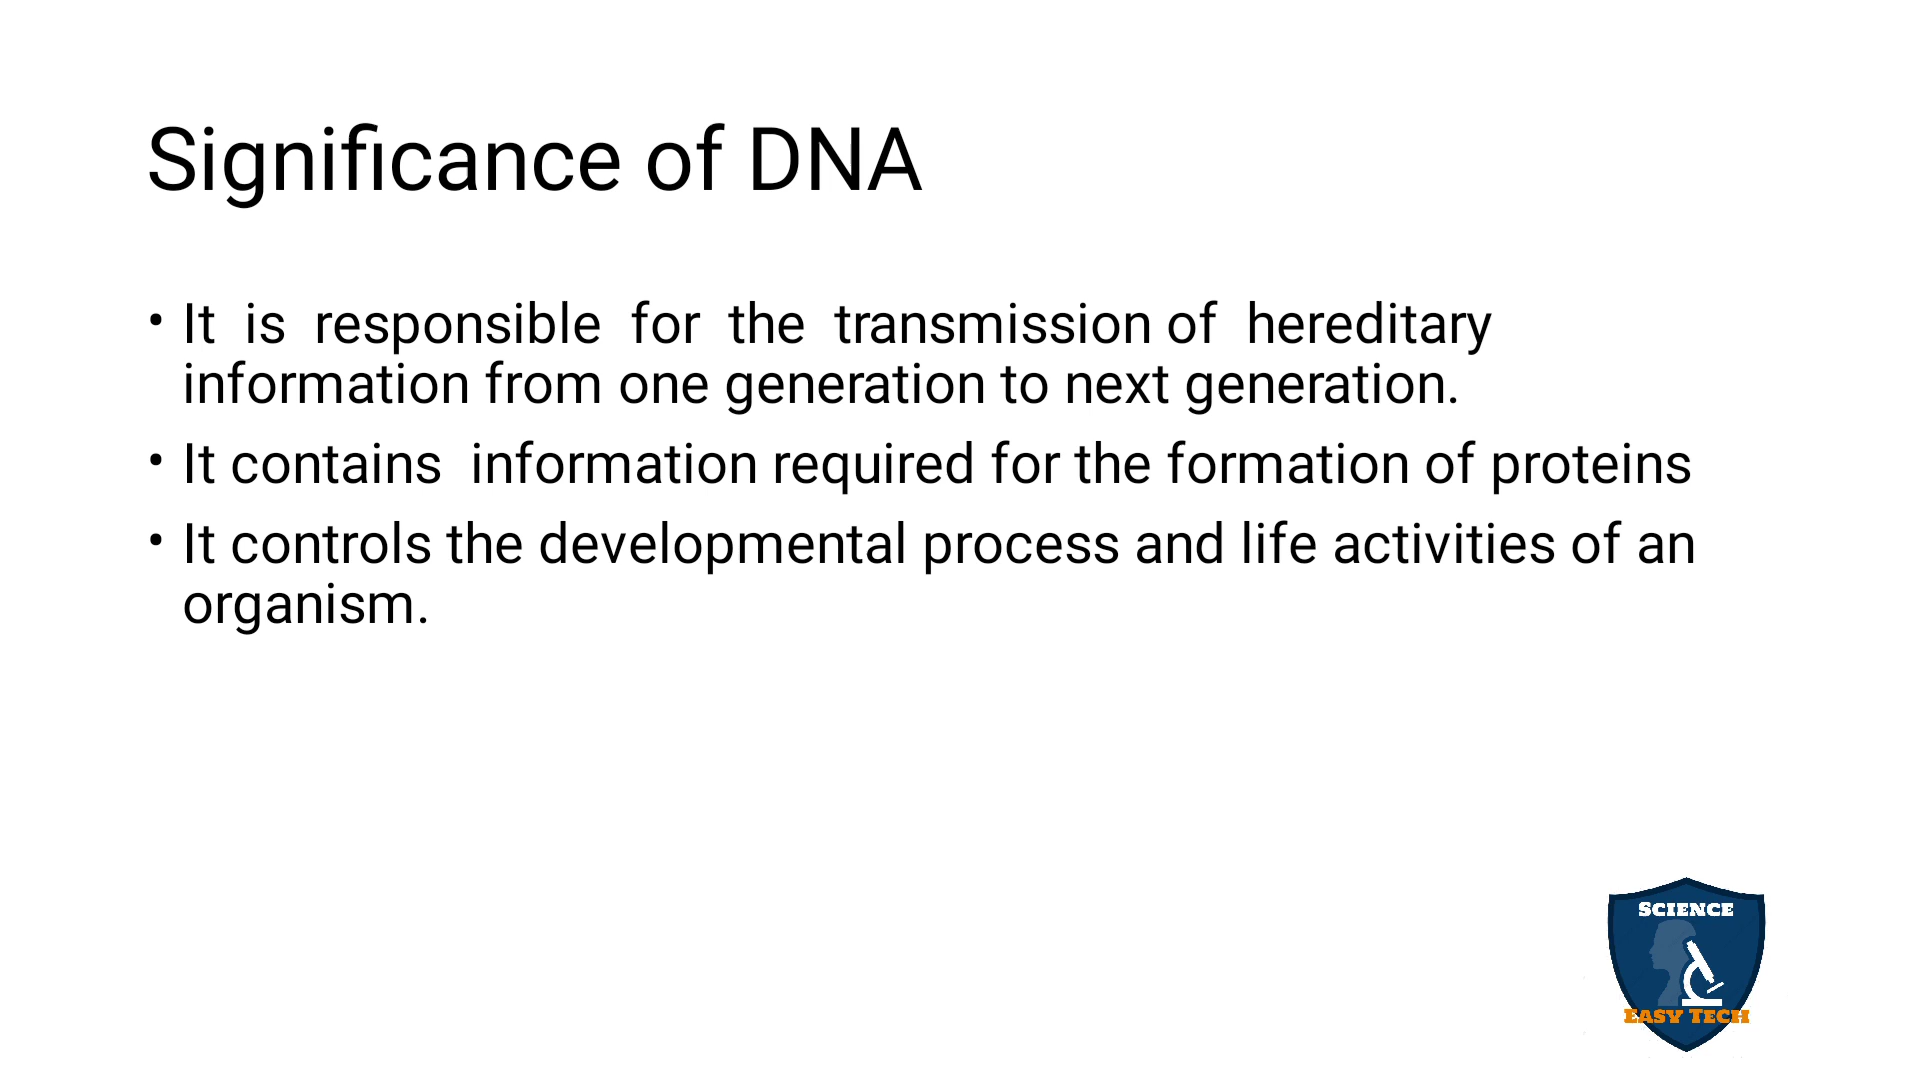 Significance of DNA
• It is responsible for the transmission of hereditary
information from one generation to next generation.
• It contains information required for the formation of proteins
• It controls the developmental process and life activities of an
organism.
SCIENCE
EASY TECH